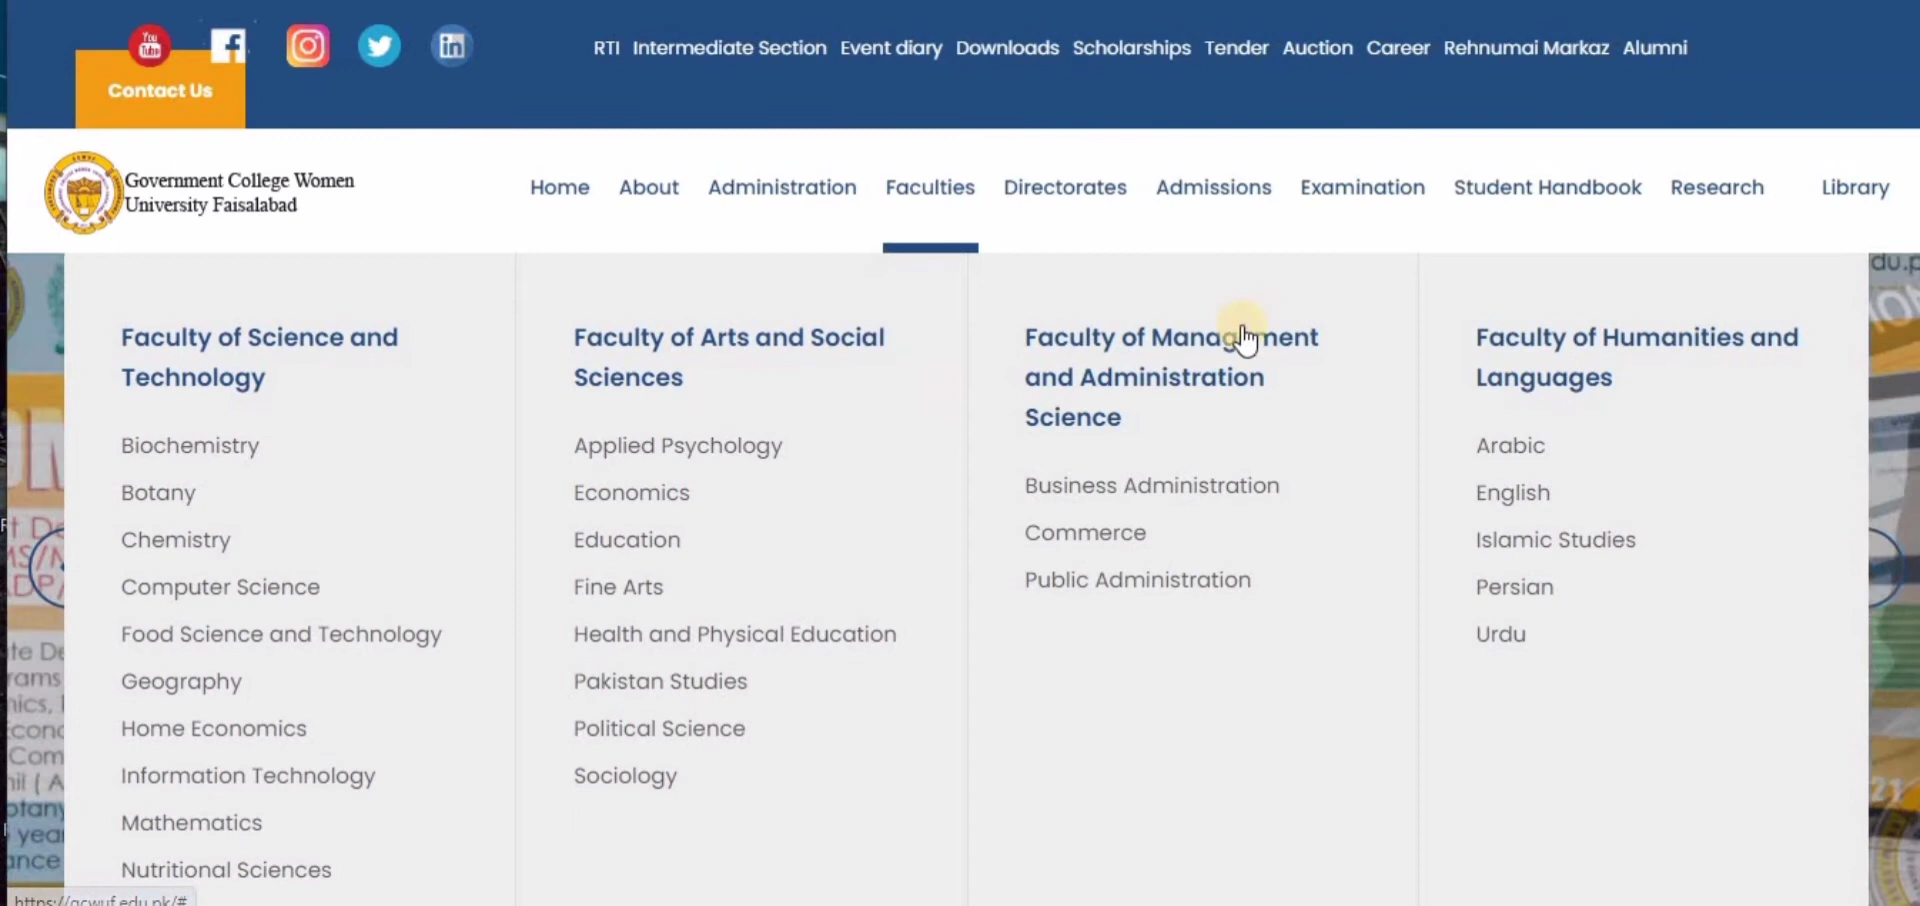 You
Tube
RTI Intermediate Section Event diary Downloads Scholarships Tender Auction Career Rehnumai Markaz Alumni
Contact Us
Government College Women
University Faisalabad
Home About Administration Faculties Directorates Admissions Examination Student Handbook Research Library
du.p
Faculty of Science and
Technology
Biochemistry
Botany
Chemistry
Computer Science
Food Science and Technology
Geography
Home Economics
Information Technology
Mathematics
Nutritional Sciences
Faculty of Arts and Social
Sciences
Applied Psychology
Economics
Education
Fine Arts
Health and Physical Education
Pakistan Studies
Political Science
Sociology
Faculty of Management
and Administration
Science
Business Administration
Commerce
Public Administration
Faculty of Humanities and
Languages
Arabic
English
Islamic Studies
Persian
Urdu
21
https://gcwuf.edu.pk/#